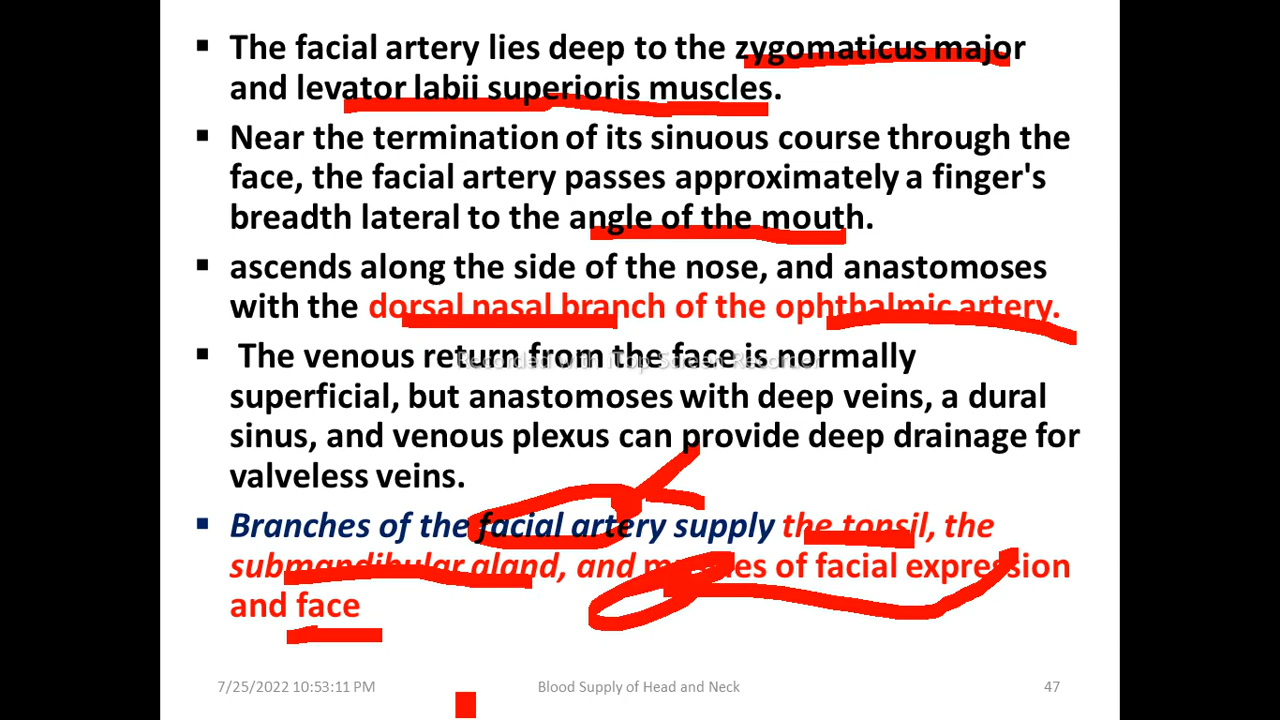 ▪ The facial artery lies deep to the zygomaticus major
and levator labii superioris muscles.
▪ Near the termination of its sinuous course through the
face, the facial artery passes approximately a finger's
breadth lateral to the angle of the mouth.
▪ ascends along the side of the nose, and anastomoses
with the dorsal nasal branch of the ophthalmic artery.
▪ The venous return from the face is normally
Recorded with iTop Screen Recorder
superficial, but anastomoses with deep veins, a dural
sinus, and venous plexus can provide deep drainage for
valveless veins.
▪ Branches of the facial artery supply the tonsil, the
submandibular gland, and muscles of facial expression
and face
7/25/2022 10:53:11 PM
Blood Supply of Head and Neck
47